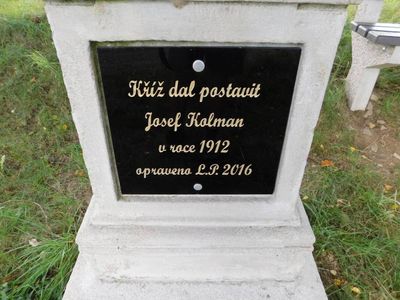 Kříž dal postavit
Josef Kolman
v roce 1912
opraveno L.P. 2016